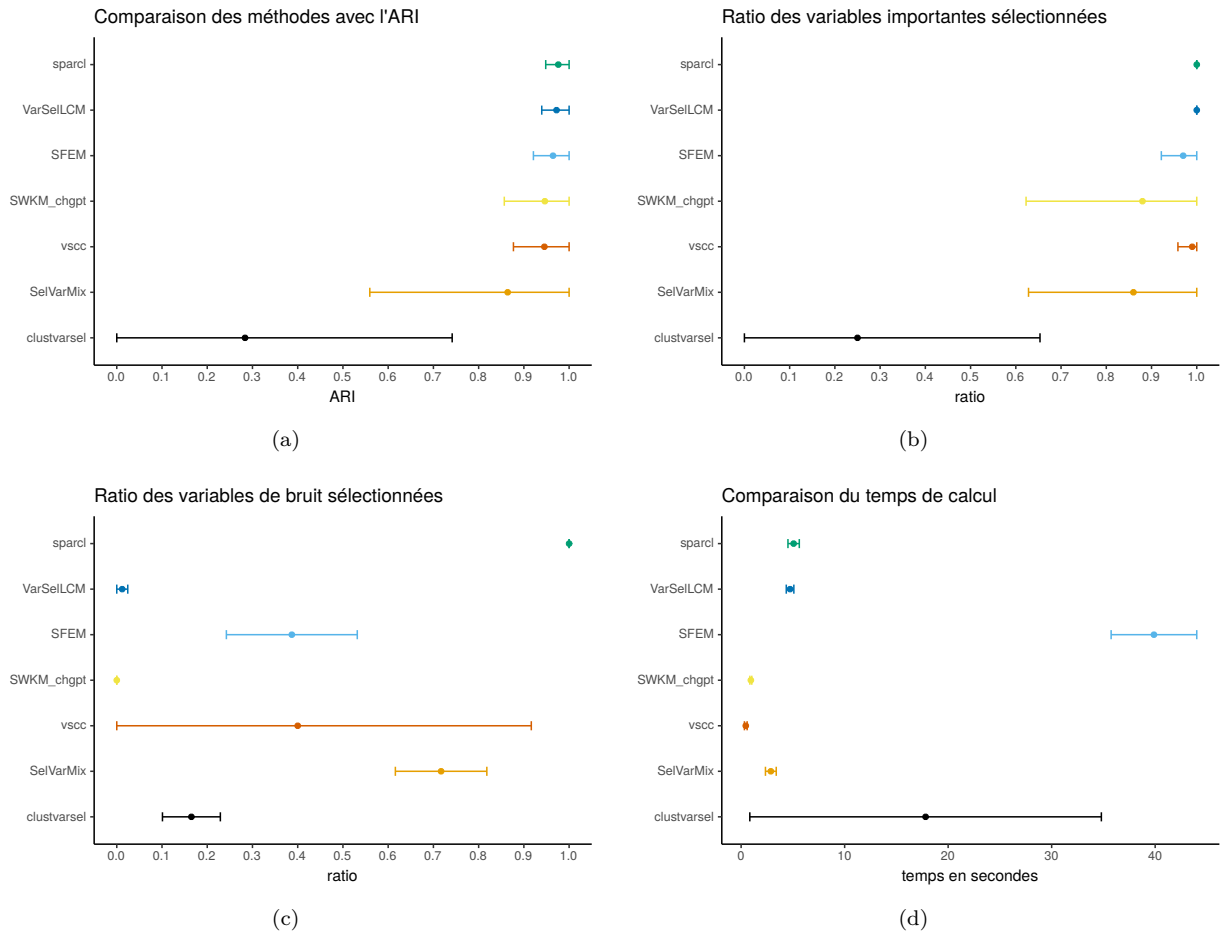 Comparaison des méthodes avec l'ARI
sparcl
VarSelLCM
SFEM
SWKM_chgpt
vscc
SelVarMix
clustvarsel
0.0 0.1 0.2 0.3 0.4 0.5 0.6 0.7 0.8 0.9 1.0
ARI
(a)
Ratio des variables importantes sélectionnées
sparcl
VarSelLCM
SFEM
SWKM_chgpt
vscc
SelVarMix
clustvarsel
0.0 0.1 0.2 0.3 0.4 0.5 0.6 0.7 0.8 0.9 1.0
ratio
(b)
Ratio des variables de bruit sélectionnées
sparcl
VarSelLCM
SFEM
SWKM_chgpt
vscc
SelVarMix
clustvarsel
0.0 0.1 0.2 0.3 0.4 0.5 0.6 0.7 0.8 0.9 1.0
ratio
(c)
Comparaison du temps de calcul
sparcl
VarSelLCM
SFEM
SWKM_chgpt
vscc
SelVarMix
clustvarsel
0 10 20 30 40
temps en secondes
(d)